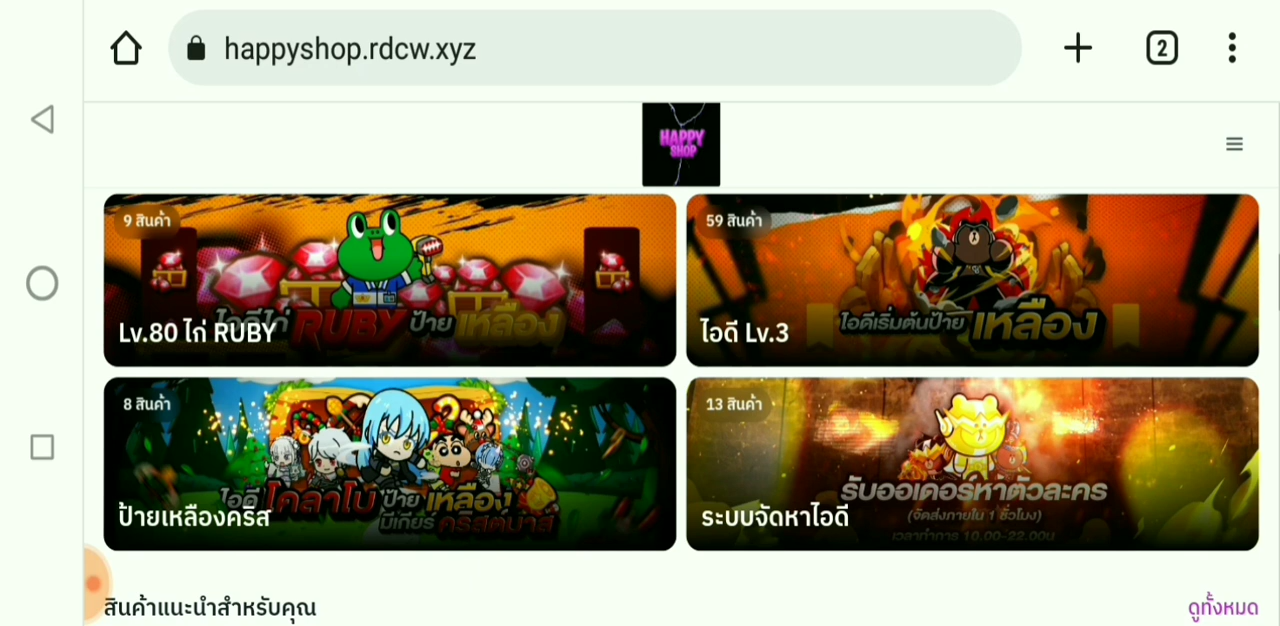 happyshop.rdcw.xyz
2
HAPPY
SHOP
9 สินค้า
ไอดีไก่ RUBY ป้าย เหลือง
Lv.80 ไก่ RUBY
59 สินค้า
ไอดีเริ่มต้นป้าย เหลือง
ไอดี Lv.3
8 สินค้า
ไอดี โคลาโบ ป้าย เหลือง
มีเกียร์ คริสต์มาส
ป้ายเหลืองคริส
13 สินค้า
รับออเดอร์หาตัวละคร
(จัดส่งภายใน 1 ชั่วโมง)
เวลาทำการ 10.00-22.00น
ระบบจัดหาไอดี
สินค้าแนะนำสำหรับคุณ
ดูทั้งหมด